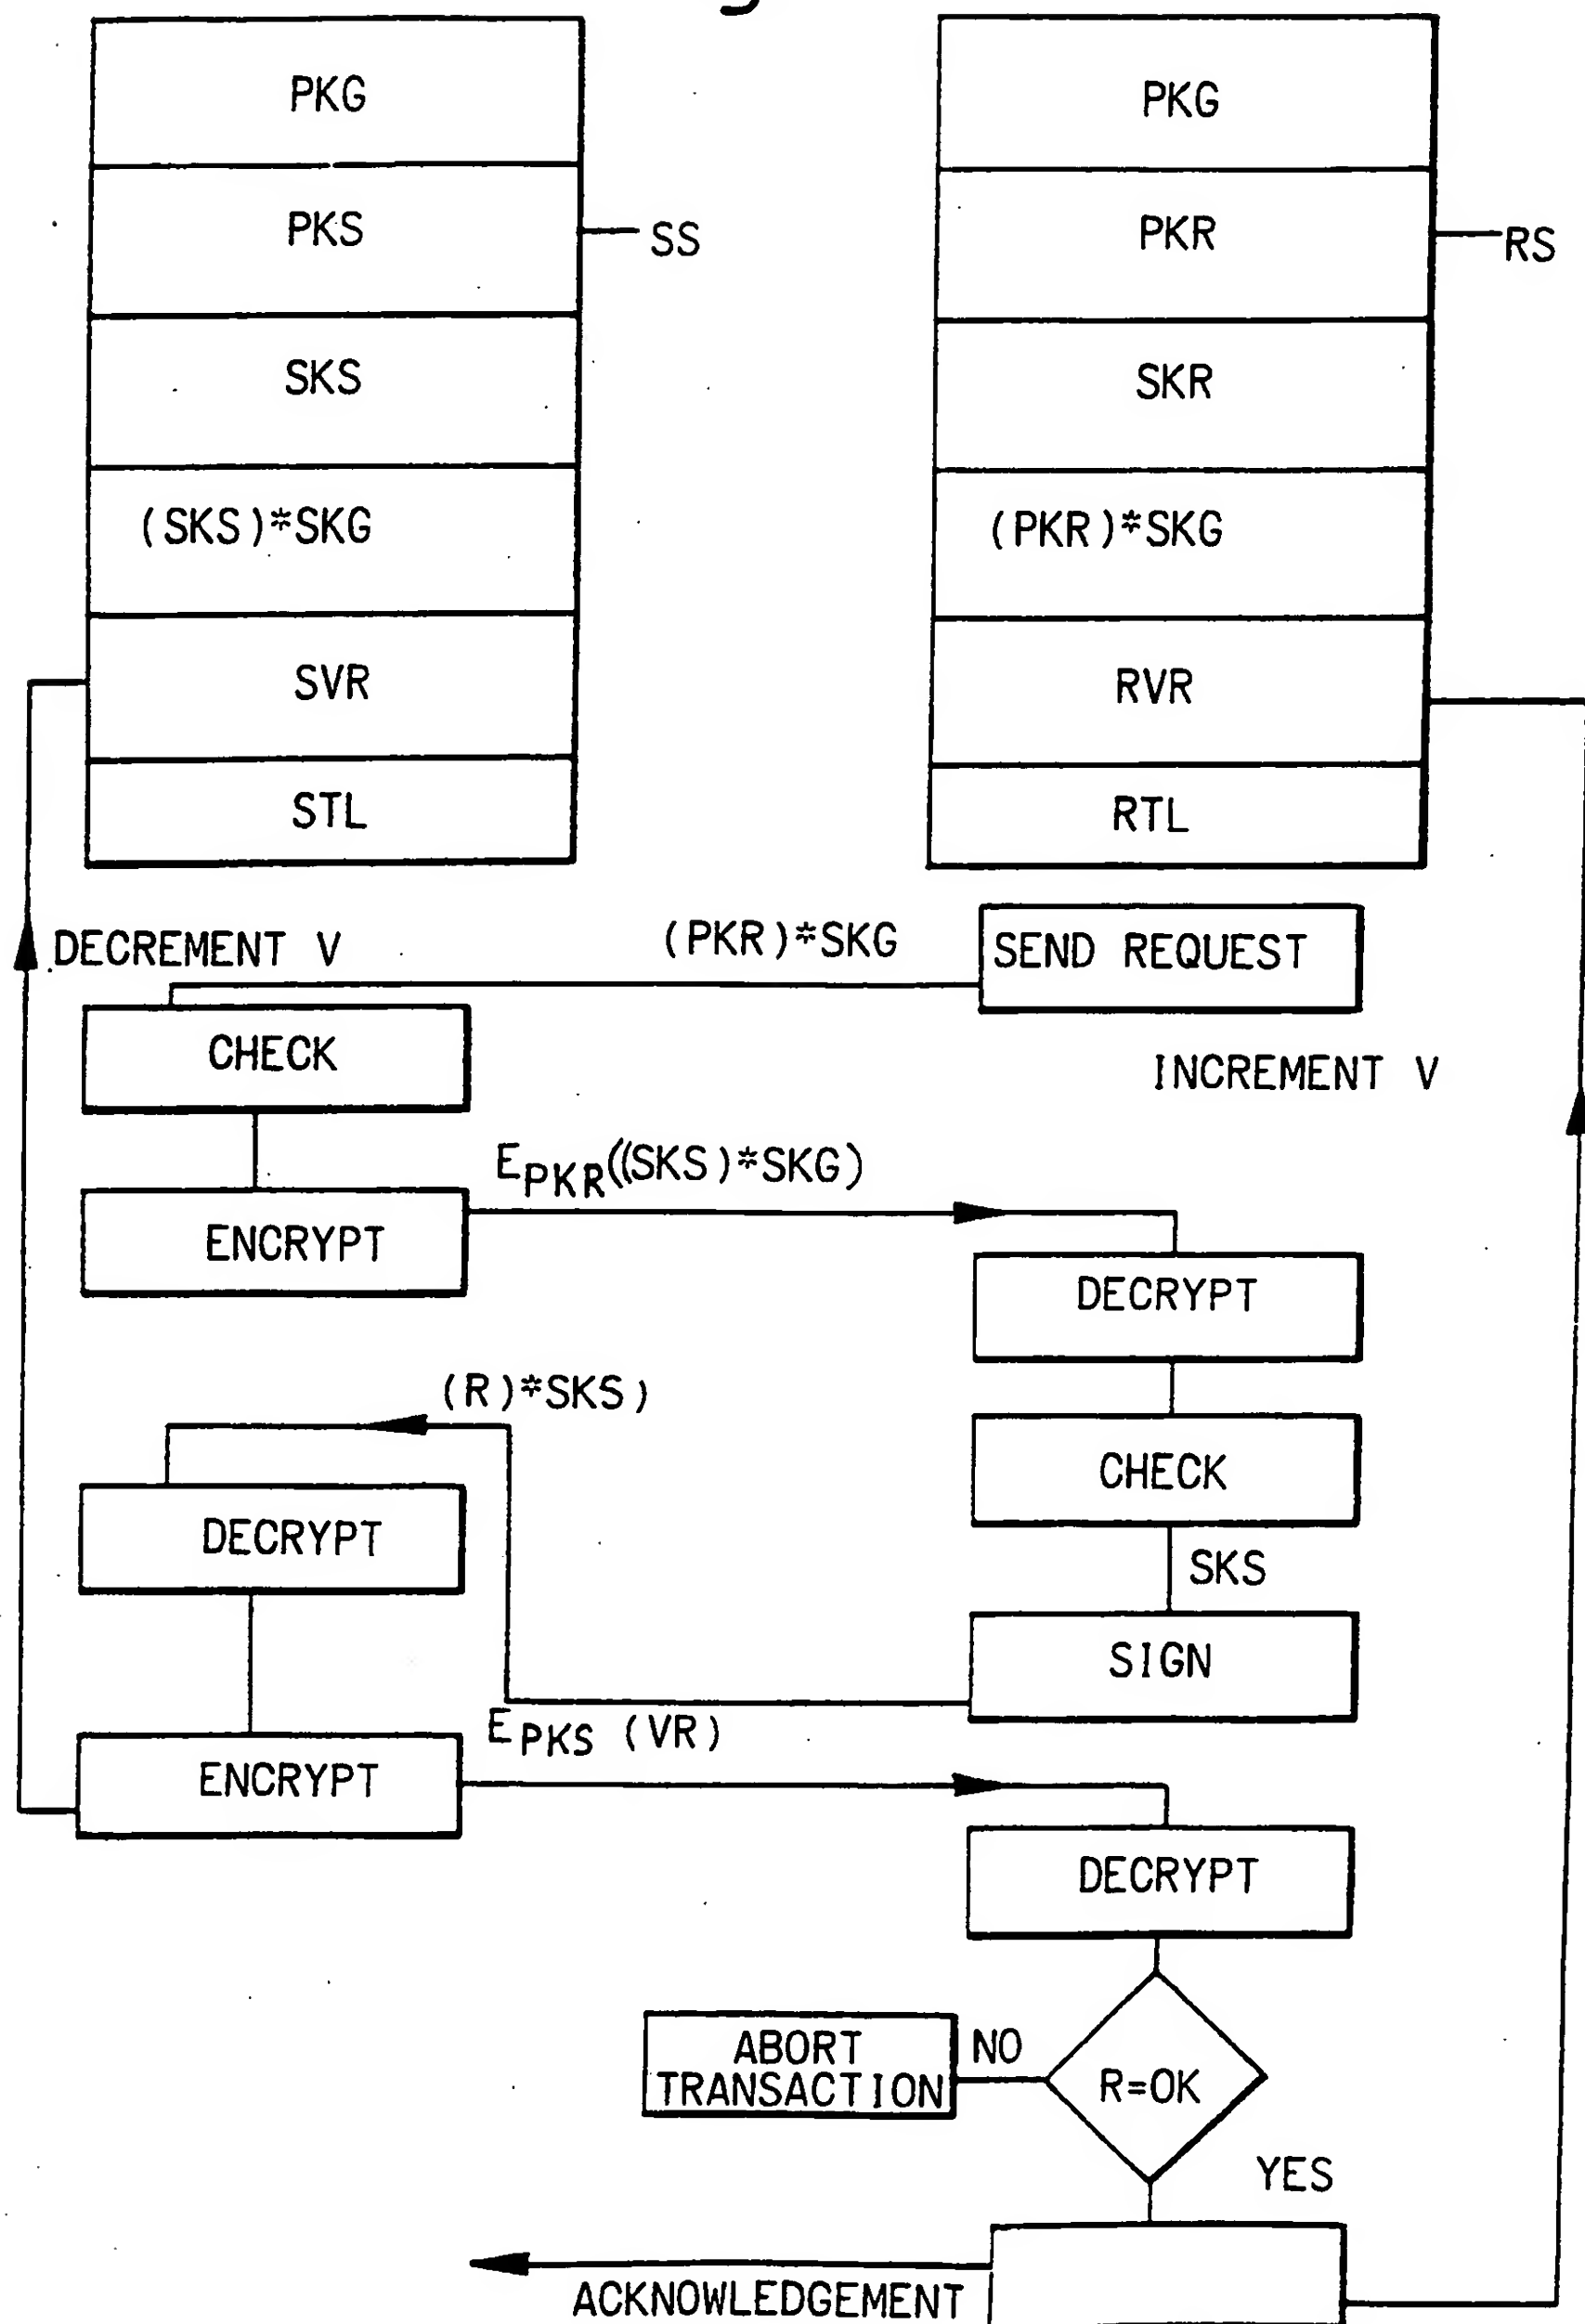 PKG
PKS
SS
SKS
(SKS)*SKG
SVR
STL
PKG
PKR
RS
SKR
(PKR)*SKG
RVR
RTL
DECREMENT V
(PKR)*SKG
SEND REQUEST
CHECK
INCREMENT V
EPKR((SKS)*SKG)
ENCRYPT
DECRYPT
(R)*SKS)
CHECK
DECRYPT
SKS
SIGN
EPKS (VR)
ENCRYPT
DECRYPT
ABORT
TRANSACTION
NO
R=OK
YES
ACKNOWLEDGEMENT